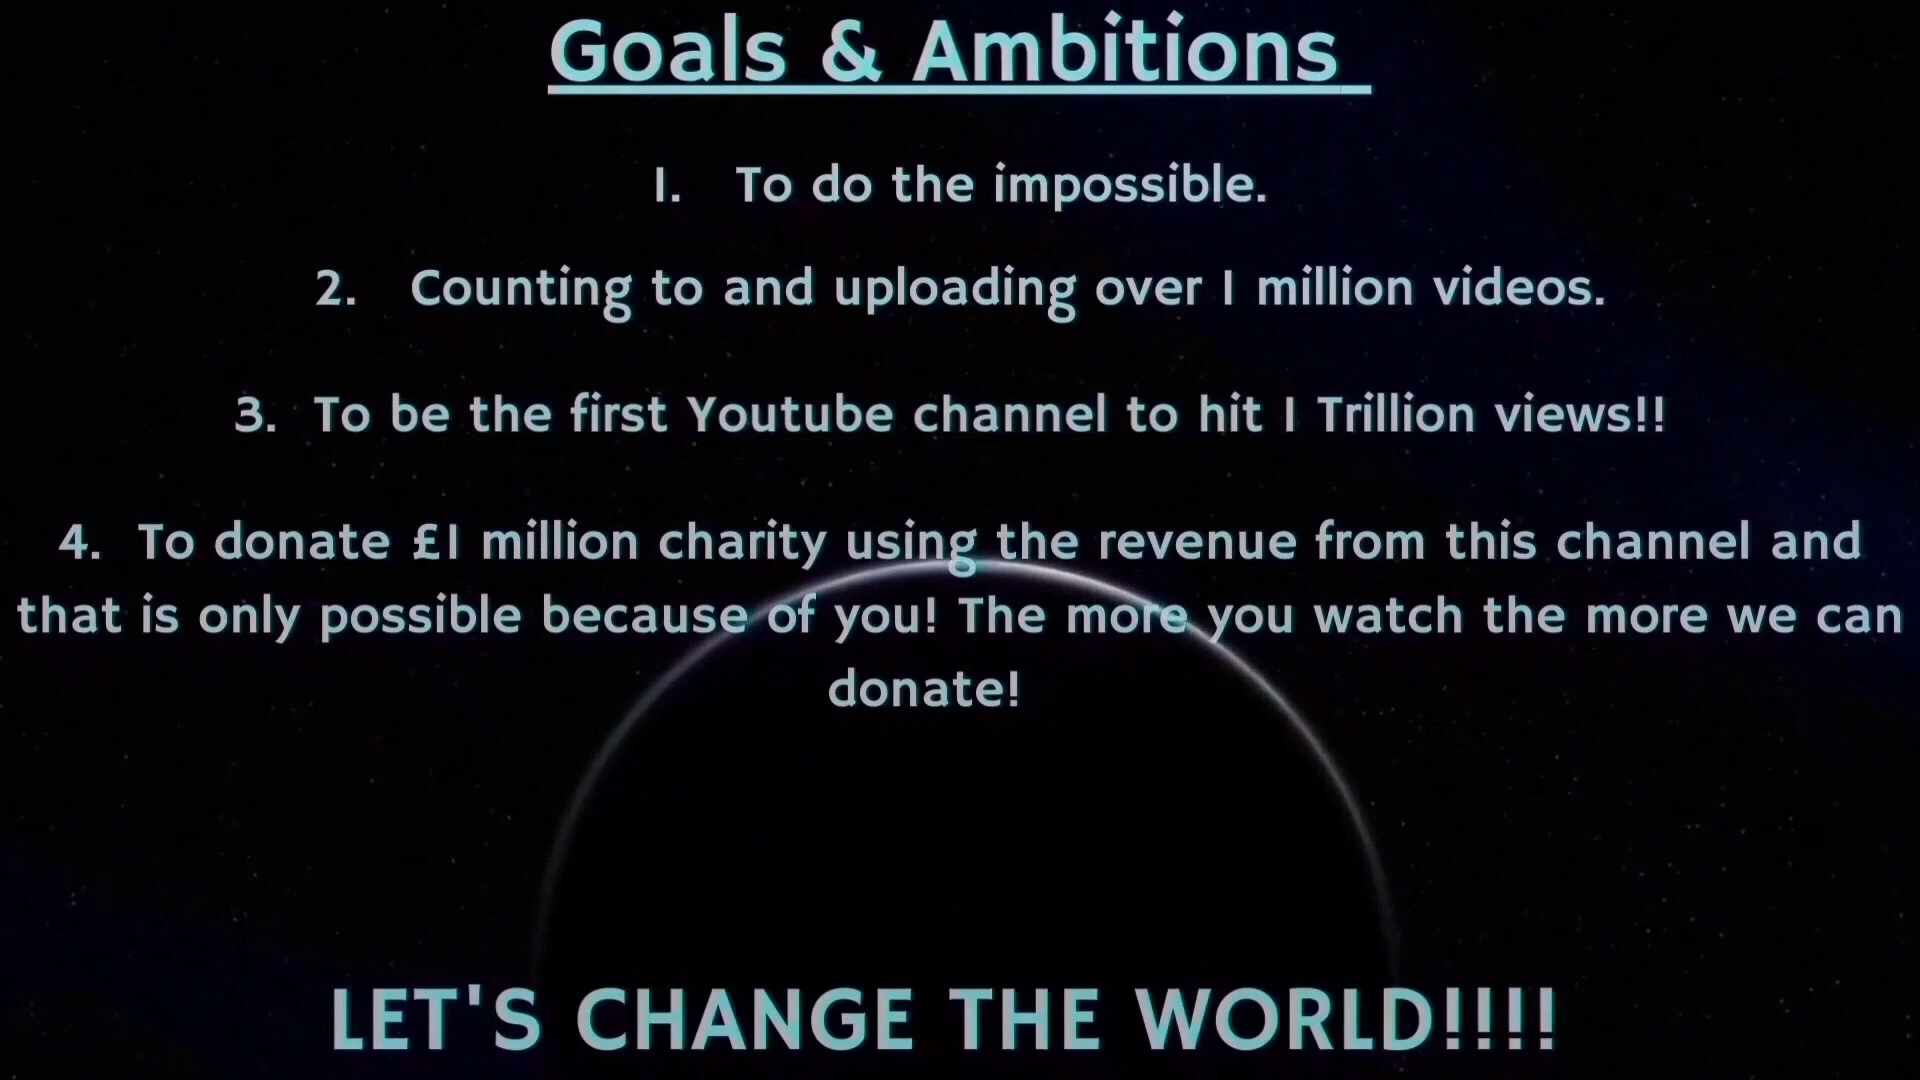 Goals & Ambitions
1. To do the impossible.
2. Counting to and uploading over 1 million videos.
3. To be the first Youtube channel to hit 1 Trillion views!!
4. To donate £1 million charity using the revenue from this channel and
that is only possible because of you! The more you watch the more we can
donate!
LET'S CHANGE THE WORLD!!!!